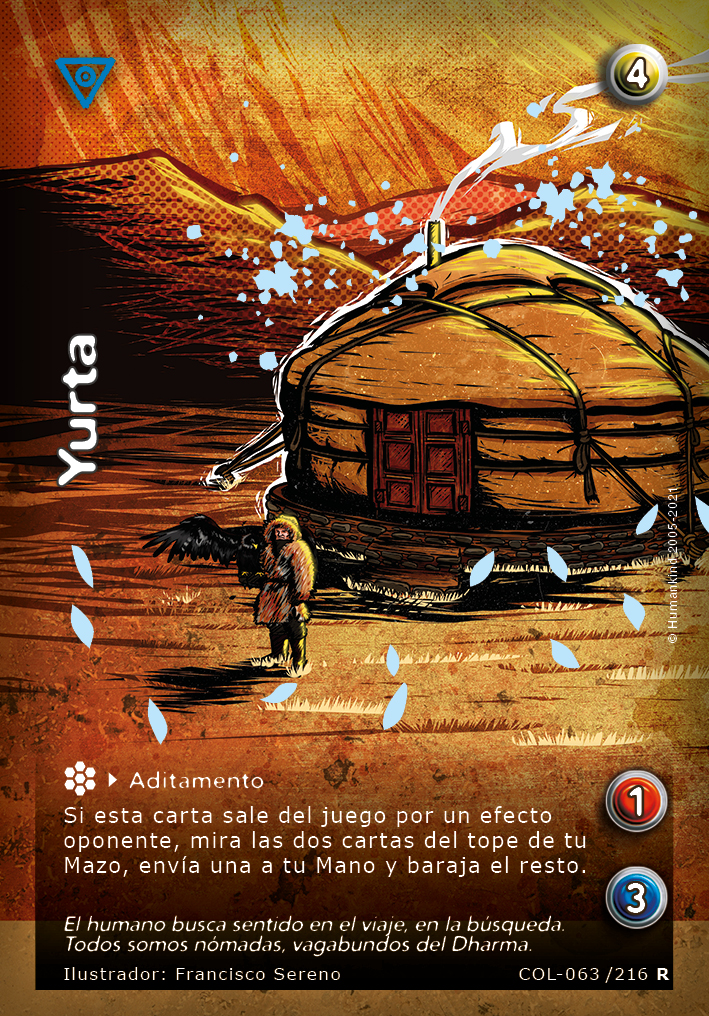 4
Yurta
© Humankind 2005-2021
Aditamento
Si esta carta sale del juego por un efecto
oponente, mira las dos cartas del tope de tu
Mazo, envía una a tu Mano y baraja el resto.
1
3
El humano busca sentido en el viaje, en la búsqueda.
Todos somos nómadas, vagabundos del Dharma.
Ilustrador: Francisco Sereno
COL-063 /216 R